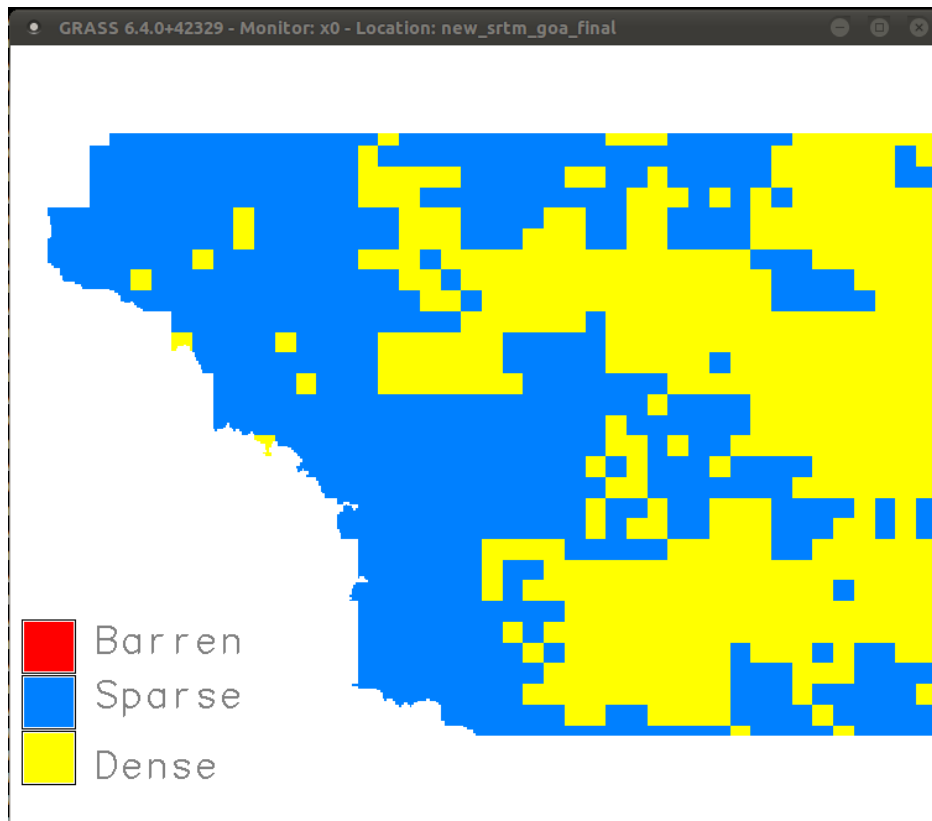 GRASS 6.4.0+42329 - Monitor: x0 - Location: new_srtm_goa_final
Barren
Sparse
Dense